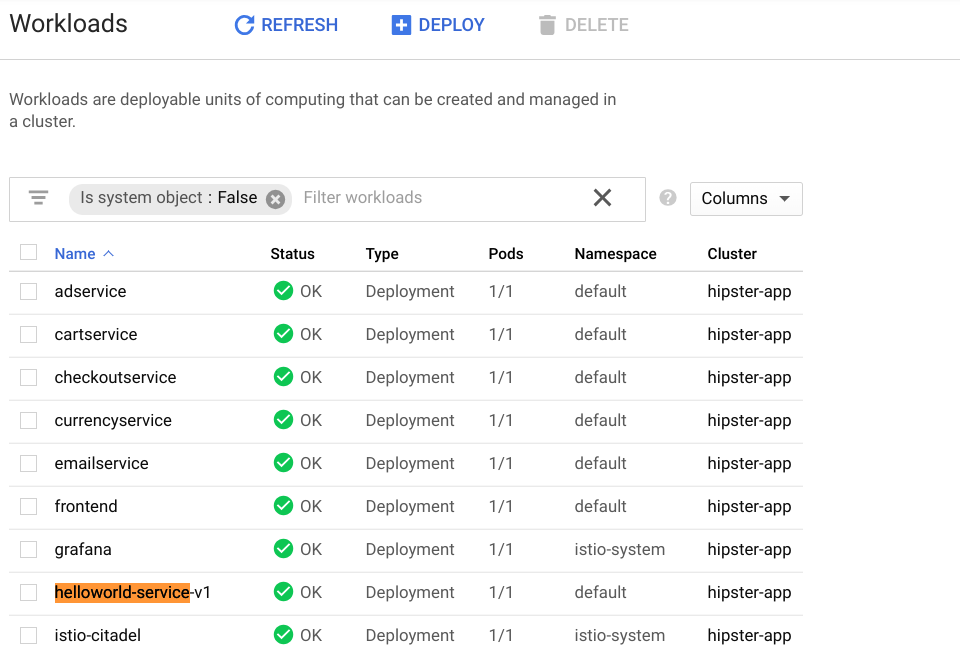 Workloads REFRESH DEPLOY DELETE
Workloads are deployable units of computing that can be created and managed in
a cluster.
Is system object : False Filter workloads Columns
Name Status Type Pods Namespace Cluster
adservice OK Deployment 1/1 default hipster-app
cartservice OK Deployment 1/1 default hipster-app
checkoutservice OK Deployment 1/1 default hipster-app
currencyservice OK Deployment 1/1 default hipster-app
emailservice OK Deployment 1/1 default hipster-app
frontend OK Deployment 1/1 default hipster-app
grafana OK Deployment 1/1 istio-system hipster-app
helloworld-service-v1 OK Deployment 1/1 default hipster-app
istio-citadel OK Deployment 1/1 istio-system hipster-app